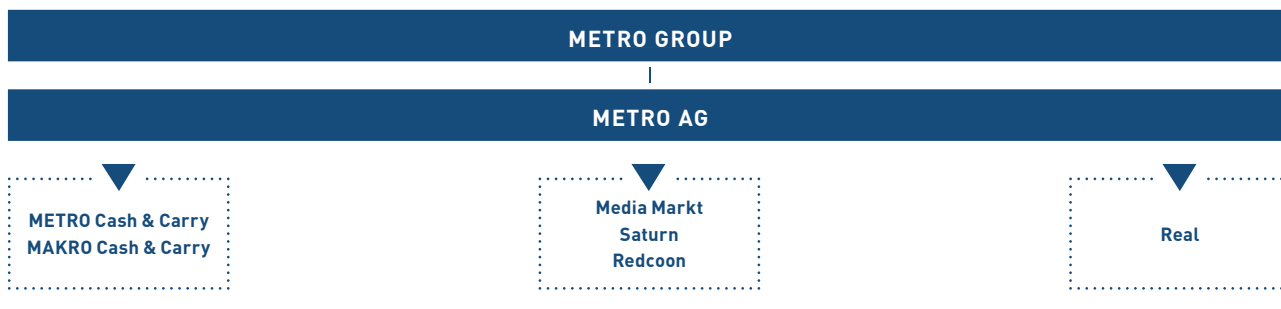 METRO GROUP
METRO AG
METRO Cash & Carry
MAKRO Cash & Carry
Media Markt
Saturn
Redcoon
Real